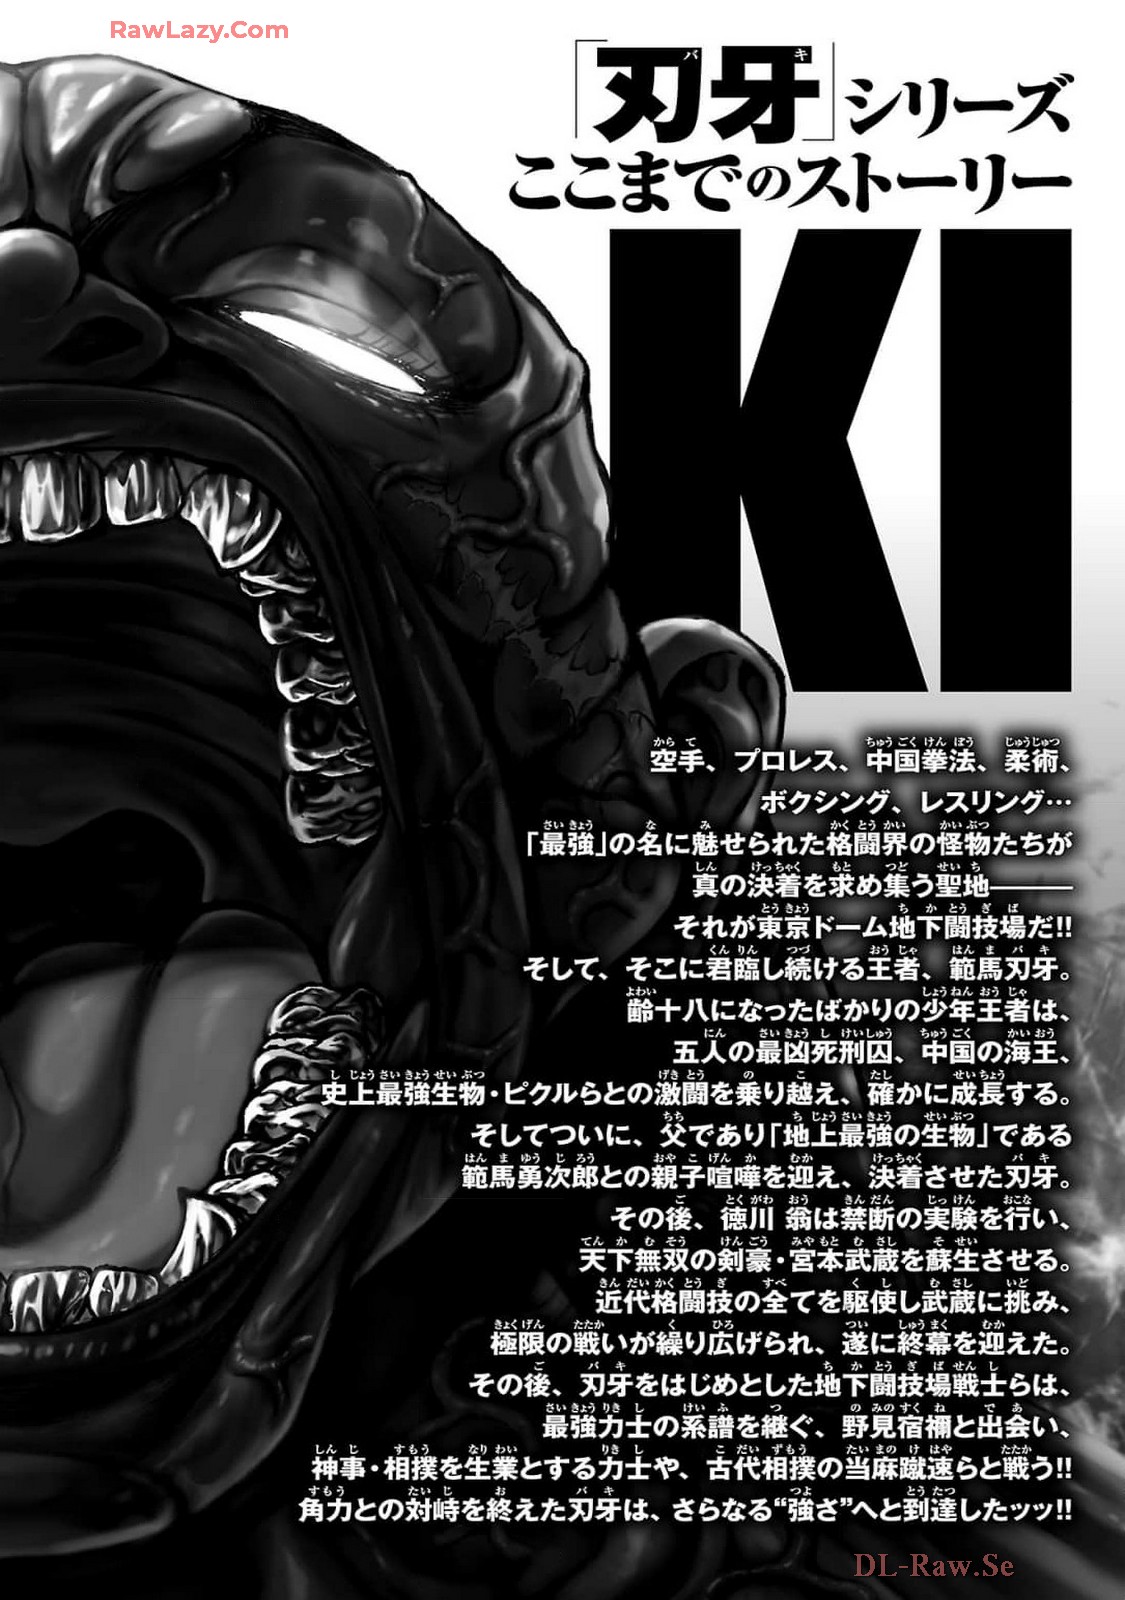 RawLazy.Com
「刃牙」シリーズ
ここまでのストーリー
KI
空手、プロレス、中国拳法、柔術、
ボクシング、レスリング…
「最強」の名に魅せられた格闘界の怪物たちが
真の決着を求め集う聖地―――
それが東京ドーム地下闘技場だ!!
そして、そこに君臨し続ける王者、範馬刃牙。
齢十八になったばかりの少年王者は、
五人の最凶死刑囚、中国の海王、
史上最強生物・ピクルらとの激闘を乗り越え、確かに成長する。
そしてついに、父であり「地上最強の生物」である
範馬勇次郎との親子喧嘩を迎え、決着させた刃牙。
その後、徳川 翁は禁断の実験を行い、
天下無双の剣豪・宮本武蔵を蘇生させる。
近代格闘技の全てを駆使し武蔵に挑み、
極限の戦いが繰り広げられ、遂に終幕を迎えた。
その後、刃牙をはじめとした地下闘技場戦士らは、
最強力士の系譜を継ぐ、野見宿禰と出会い、
神事・相撲を生業とする力士や、古代相撲の当麻蹴速らと戦う!!
角力との対峙を終えた刃牙は、さらなる“強さ”へと到達したッッ!!
DL-Raw.Se